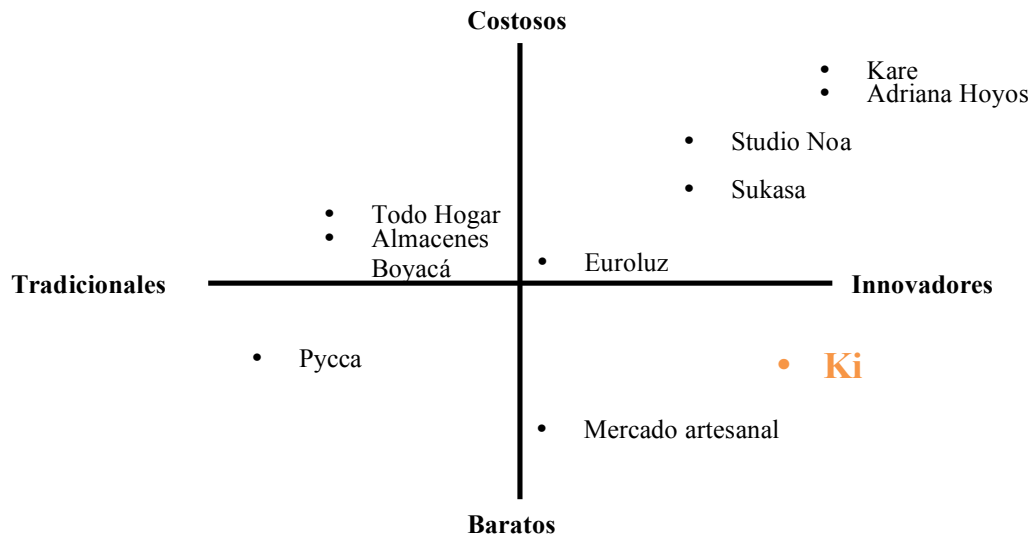 Costosos
• Kare
• Adriana Hoyos
• Studio Noa
• Sukasa
• Todo Hogar
• Almacenes
Boyacá
• Euroluz
Tradicionales
Innovadores
• Pycca
• Ki
• Mercado artesanal
Baratos